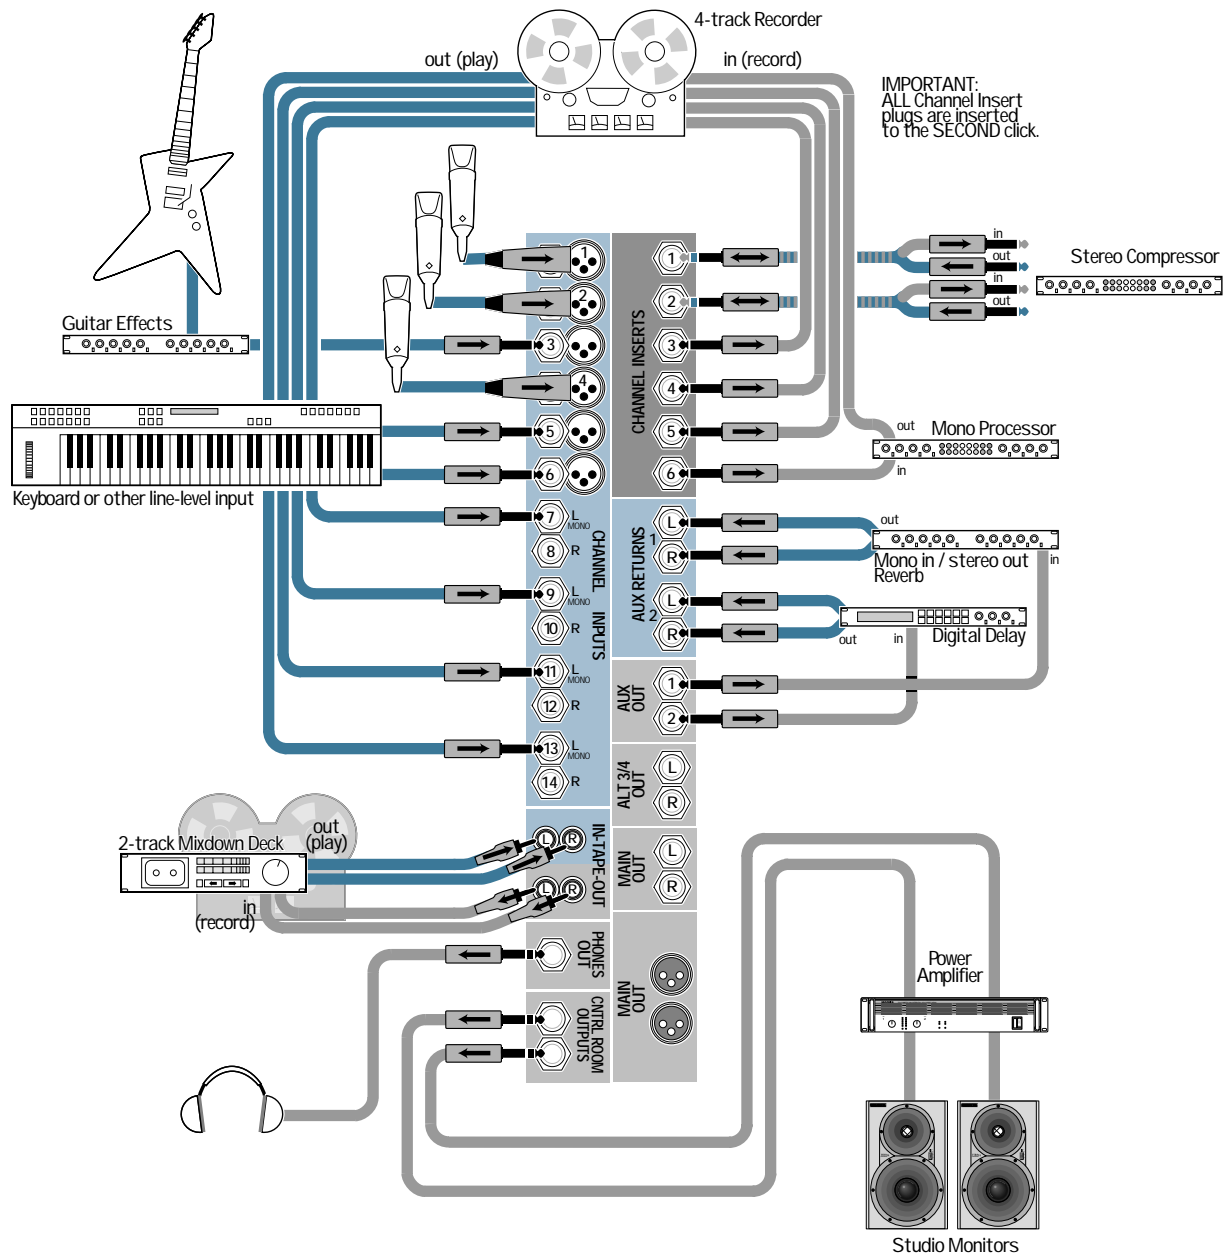 4-track Recorder
out (play)
in (record)
IMPORTANT:
ALL Channel Insert
plugs are inserted
to the SECOND click.
in
out
in
out
Stereo Compressor
Guitar Effects
Keyboard or other line-level input
1
2
3
4
5
6
7
L
MONO
8
R
9
L
MONO
10
R
11
L
MONO
12
R
13
L
MONO
14
R
CHANNEL
INPUTS
CHANNEL INSERTS
1
2
3
4
5
6
out
Mono Processor
in
AUX RETURNS
1
L
R
2
L
R
out
Mono in / stereo out
Reverb
in
out
in
Digital Delay
AUX
OUT
1
2
ALT 3/4
OUT
L
R
MAIN
OUT
L
R
MAIN
OUT
2-track Mixdown Deck
out
(play)
in
(record)
IN-TAPE-OUT
L
R
L
R
PHONES
OUT
CNTRL ROOM
OUTPUTS
Power
Amplifier
Studio Monitors